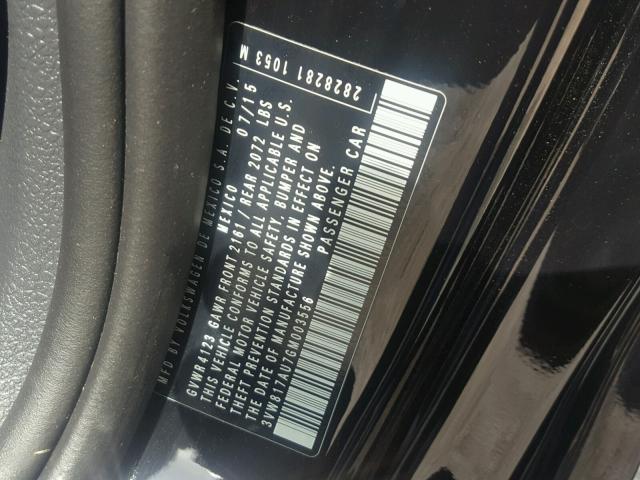 MFD BY VOLKSWAGEN DE MEXICO S.A. DE C.V.
MEXICO 07/15
GVWR 4123 GAWR FRONT 2161 / REAR 2072 LBS
THIS VEHICLE CONFORMS TO ALL APPLICABLE U.S.
FEDERAL MOTOR VEHICLE SAFETY, BUMPER AND
THEFT PREVENTION STANDARDS IN EFFECT ON
THE DATE OF MANUFACTURE SHOWN ABOVE.
3VW817AU7GM003556 PASSENGER CAR
2828281 1053 M